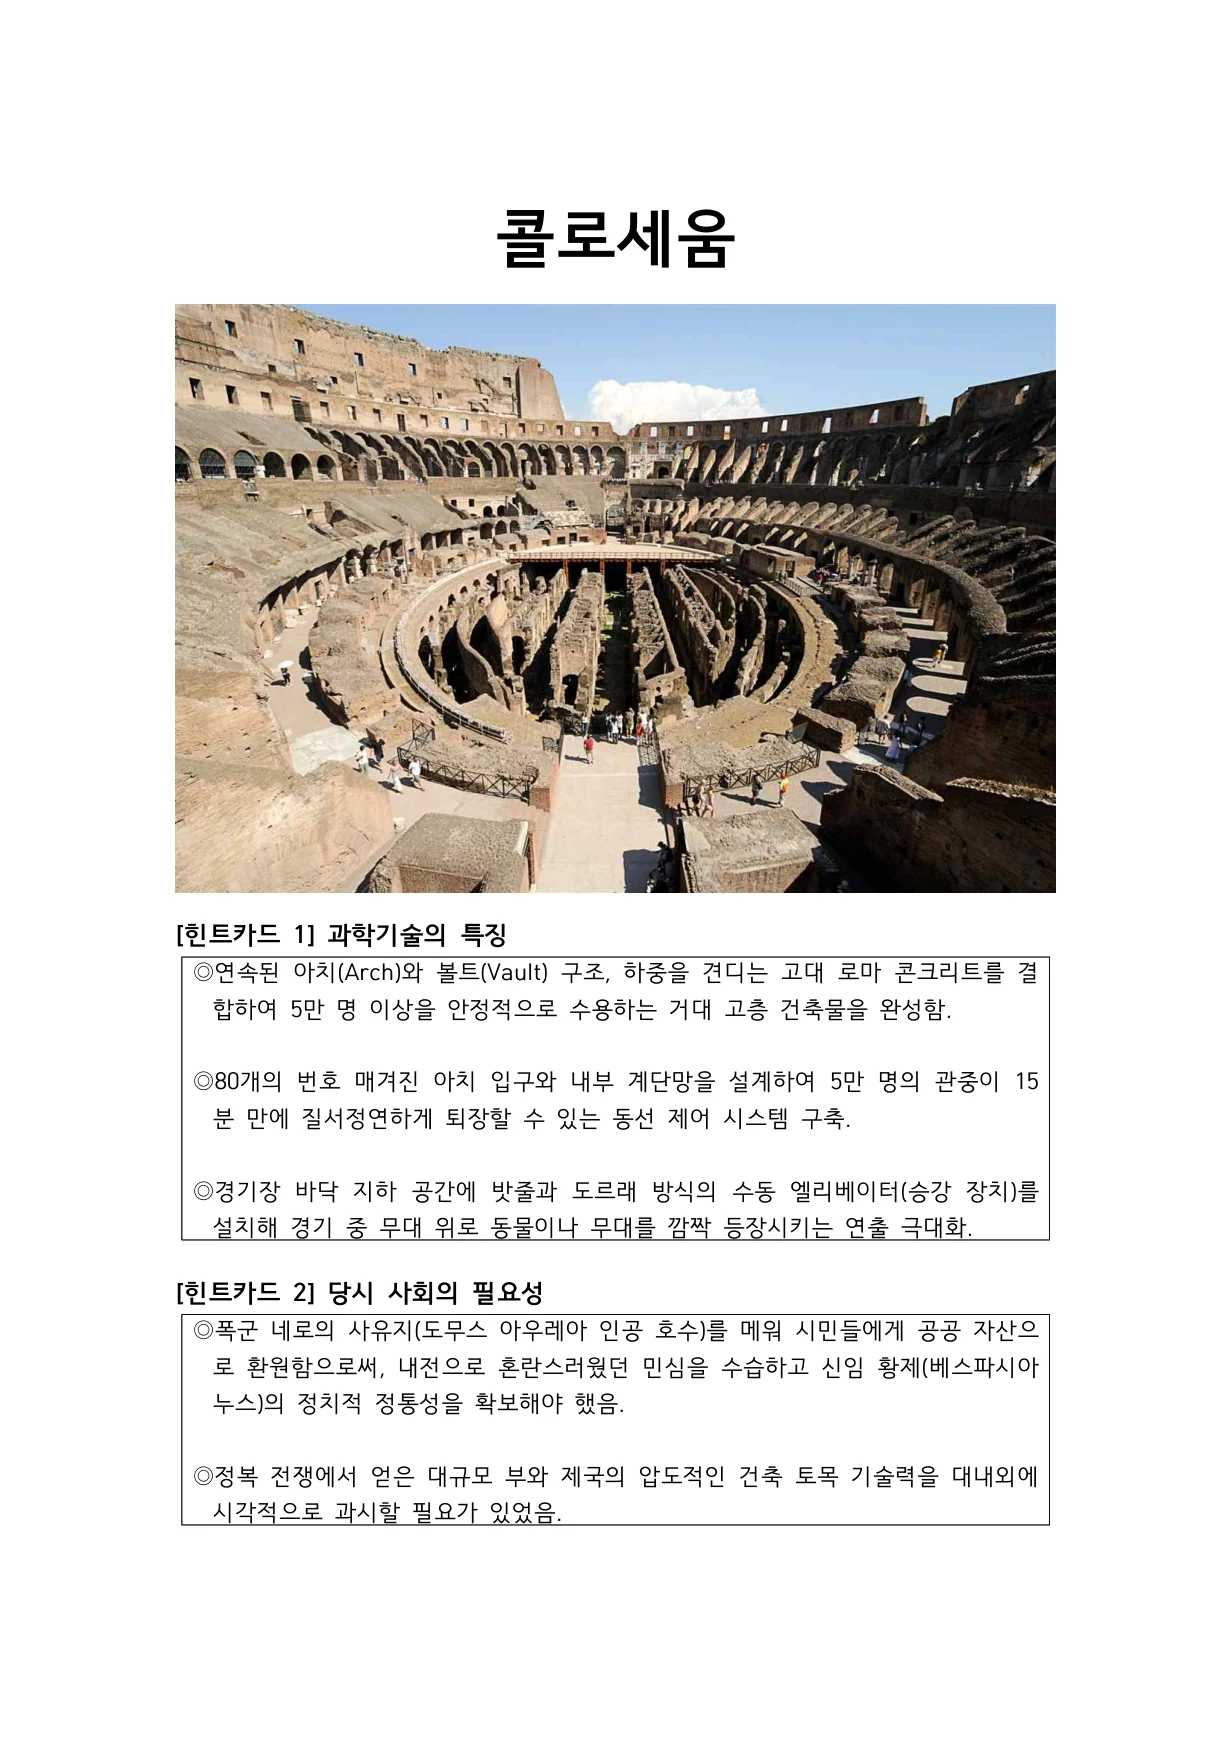 콜로세움
[힌트카드 1] 과학기술의 특징
◎연속된 아치(Arch)와 볼트(Vault) 구조, 하중을 견디는 고대 로마 콘크리트를 결
합하여 5만 명 이상을 안정적으로 수용하는 거대 고층 건축물을 완성함.
◎80개의 번호 매겨진 아치 입구와 내부 계단망을 설계하여 5만 명의 관중이 15
분 만에 질서정연하게 퇴장할 수 있는 동선 제어 시스템 구축.
◎경기장 바닥 지하 공간에 밧줄과 도르래 방식의 수동 엘리베이터(승강 장치)를
설치해 경기 중 무대 위로 동물이나 무대를 깜짝 등장시키는 연출 극대화.
[힌트카드 2] 당시 사회의 필요성
◎폭군 네로의 사유지(도무스 아우레아 인공 호수)를 메워 시민들에게 공공 자산으
로 환원함으로써, 내전으로 혼란스러웠던 민심을 수습하고 신임 황제(베스파시아
누스)의 정치적 정통성을 확보해야 했음.
◎정복 전쟁에서 얻은 대규모 부와 제국의 압도적인 건축 토목 기술력을 대내외에
시각적으로 과시할 필요가 있었음.